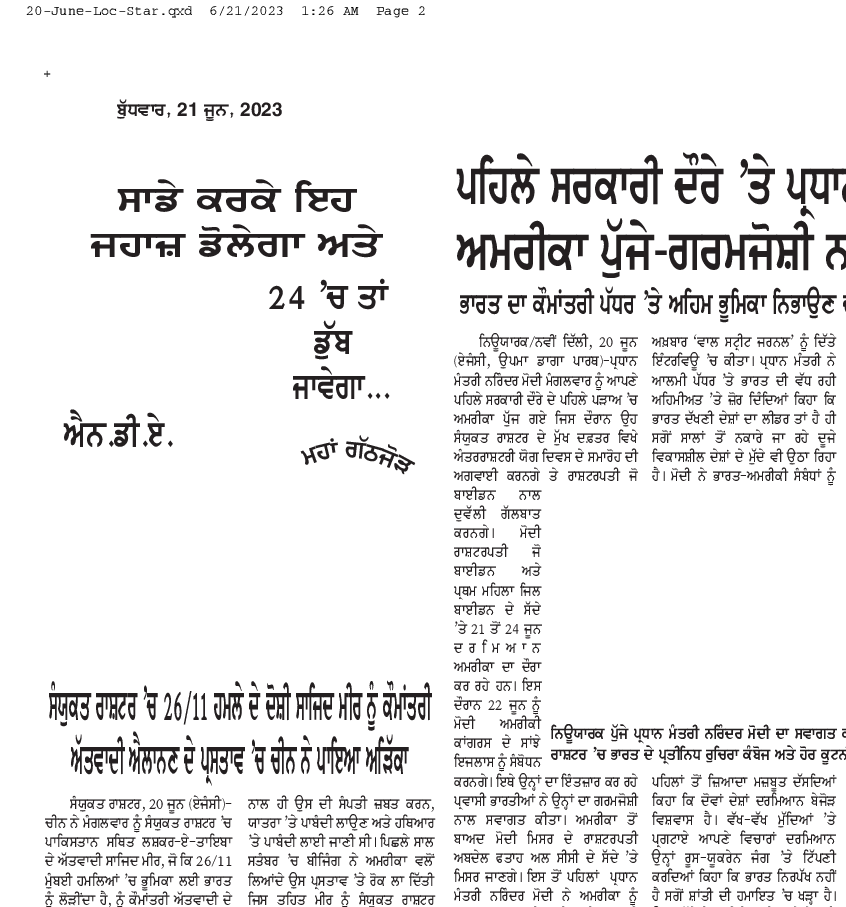 20-June-Loc-Star.qxd 6/21/2023 1:26 AM Page 2
ਬੁੱਧਵਾਰ, 21 ਜੂਨ, 2023
ਸਾਡੇ ਕਰਕੇ ਇਹ
ਜਹਾਜ਼ ਡੋਲੇਗਾ ਅਤੇ
24 ’ਚ ਤਾਂ
ਡੁੱਬ
ਜਾਵੇਗਾ...
ਐਨ.ਡੀ.ਏ.
ਮਹਾਂ ਗੱਠਜੋੜ
ਸੰਯੁਕਤ ਰਾਸ਼ਟਰ ’ਚ 26/11 ਹਮਲੇ ਦੇ ਦੋਸ਼ੀ ਸਾਜਿਦ ਮੀਰ ਨੂੰ ਕੌਮਾਂਤਰੀ
ਅੱਤਵਾਦੀ ਐਲਾਨਣ ਦੇ ਪ੍ਰਸਤਾਵ ’ਚ ਚੀਨ ਨੇ ਪਾਇਆ ਅੜਿੱਕਾ
ਸੰਯੁਕਤ ਰਾਸ਼ਟਰ, 20 ਜੂਨ (ਏਜੰਸੀ)-
ਚੀਨ ਨੇ ਮੰਗਲਵਾਰ ਨੂੰ ਸੰਯੁਕਤ ਰਾਸ਼ਟਰ ’ਚ
ਪਾਕਿਸਤਾਨ ਸਥਿਤ ਲਸ਼ਕਰ-ਏ-ਤਾਇਬਾ
ਦੇ ਅੱਤਵਾਦੀ ਸਾਜਿਦ ਮੀਰ, ਜੋ ਕਿ 26/11
ਮੁੰਬਈ ਹਮਲਿਆਂ ’ਚ ਭੂਮਿਕਾ ਲਈ ਭਾਰਤ
ਨੂੰ ਲੋੜੀਂਦਾ ਹੈ, ਨੂੰ ਕੌਮਾਂਤਰੀ ਅੱਤਵਾਦੀ ਦੇ
ਨਾਲ ਹੀ ਉਸ ਦੀ ਸੰਪਤੀ ਜ਼ਬਤ ਕਰਨ,
ਯਾਤਰਾ ’ਤੇ ਪਾਬੰਦੀ ਲਾਉਣ ਅਤੇ ਹਥਿਆਰ
’ਤੇ ਪਾਬੰਦੀ ਲਾਈ ਜਾਣੀ ਸੀ। ਪਿਛਲੇ ਸਾਲ
ਸਤੰਬਰ ’ਚ ਬੀਜਿੰਗ ਨੇ ਅਮਰੀਕਾ ਵਲੋਂ
ਲਿਆਂਦੇ ਉਸ ਪ੍ਰਸਤਾਵ ’ਤੇ ਰੋਕ ਲਾ ਦਿੱਤੀ
ਜਿਸ ਤਹਿਤ ਮੀਰ ਨੂੰ ਸੰਯੁਕਤ ਰਾਸ਼ਟਰ
ਪਹਿਲੇ ਸਰਕਾਰੀ ਦੌਰੇ ’ਤੇ
ਅਮਰੀਕਾ ਪੁੱਜੇ-ਗਰਮਜੋਸ਼ੀ
ਭਾਰਤ ਦਾ ਕੌਮਾਂਤਰੀ ਪੱਧਰ ’ਤੇ ਅਹਿਮ ਭੂਮਿਕਾ ਨਿਭਾਉਣ
ਨਿਊਯਾਰਕ/ਨਵੀਂ ਦਿੱਲੀ, 20 ਜੂਨ
(ਏਜੰਸੀ, ਉਪਮਾ ਡਾਗਾ ਪਾਰਥ)-ਪ੍ਰਧਾਨ
ਮੰਤਰੀ ਨਰਿੰਦਰ ਮੋਦੀ ਮੰਗਲਵਾਰ ਨੂੰ ਆਪਣੇ
ਪਹਿਲੇ ਸਰਕਾਰੀ ਦੌਰੇ ਦੇ ਪਹਿਲੇ ਪੜਾਅ ’ਚ
ਅਮਰੀਕਾ ਪੁੱਜ ਗਏ ਜਿਸ ਦੌਰਾਨ ਉਹ
ਸੰਯੁਕਤ ਰਾਸ਼ਟਰ ਦੇ ਮੁੱਖ ਦਫ਼ਤਰ ਵਿਖੇ
ਅੰਤਰਰਾਸ਼ਟਰੀ ਯੋਗ ਦਿਵਸ ਦੇ ਸਮਾਰੋਹ ਦੀ
ਅਗਵਾਈ ਕਰਨਗੇ ਤੇ ਰਾਸ਼ਟਰਪਤੀ ਜੋ
ਬਾਈਡਨ ਨਾਲ
ਦੁਵੱਲੀ ਗੱਲਬਾਤ
ਕਰਨਗੇ। ਮੋਦੀ
ਰਾਸ਼ਟਰਪਤੀ ਜੋ
ਬਾਈਡਨ ਅਤੇ
ਪ੍ਰਥਮ ਮਹਿਲਾ ਜਿਲ
ਬਾਈਡਨ ਦੇ ਸੱਦੇ
’ਤੇ 21 ਤੋਂ 24 ਜੂਨ
ਦਰਮਿਆਨ
ਅਮਰੀਕਾ ਦਾ ਦੌਰਾ
ਕਰ ਰਹੇ ਹਨ। ਇਸ
ਦੌਰਾਨ 22 ਜੂਨ ਨੂੰ
ਮੋਦੀ ਅਮਰੀਕੀ
ਕਾਂਗਰਸ ਦੇ ਸਾਂਝੇ
ਇਜਲਾਸ ਨੂੰ ਸੰਬੋਧਨ
ਕਰਨਗੇ। ਇਥੇ ਉਨ੍ਹਾਂ ਦਾ ਇੰਤਜ਼ਾਰ ਕਰ ਰਹੇ
ਪ੍ਰਵਾਸੀ ਭਾਰਤੀਆਂ ਨੇ ਉਨ੍ਹਾਂ ਦਾ ਗਰਮਜੋਸ਼ੀ
ਨਾਲ ਸਵਾਗਤ ਕੀਤਾ। ਅਮਰੀਕਾ ਤੋਂ
ਬਾਅਦ ਮੋਦੀ ਮਿਸਰ ਦੇ ਰਾਸ਼ਟਰਪਤੀ
ਅਬਦੇਲ ਫਤਾਹ ਅਲ ਸੀਸੀ ਦੇ ਸੱਦੇ ’ਤੇ
ਮਿਸਰ ਜਾਣਗੇ। ਇਸ ਤੋਂ ਪਹਿਲਾਂ ਪ੍ਰਧਾਨ
ਮੰਤਰੀ ਨਰਿੰਦਰ ਮੋਦੀ ਨੇ ਅਮਰੀਕਾ ਨੂੰ
ਅਖ਼ਬਾਰ ‘ਵਾਲ ਸਟ੍ਰੀਟ ਜਰਨਲ’ ਨੂੰ ਦਿੱਤੇ
ਇੰਟਰਵਿਊ ’ਚ ਕੀਤਾ। ਪ੍ਰਧਾਨ ਮੰਤਰੀ ਨੇ
ਆਲਮੀ ਪੱਧਰ ’ਤੇ ਭਾਰਤ ਦੀ ਵੱਧ ਰਹੀ
ਅਹਿਮੀਅਤ ’ਤੇ ਜ਼ੋਰ ਦਿੰਦਿਆਂ ਕਿਹਾ ਕਿ
ਭਾਰਤ ਦੱਖਣੀ ਦੇਸ਼ਾਂ ਦਾ ਲੀਡਰ ਤਾਂ ਹੈ ਹੀ
ਸਗੋਂ ਸਾਲਾਂ ਤੋਂ ਨਕਾਰੇ ਜਾ ਰਹੇ ਦੂਜੇ
ਵਿਕਾਸਸ਼ੀਲ ਦੇਸ਼ਾਂ ਦੇ ਮੁੱਦੇ ਵੀ ਉਠਾ ਰਿਹਾ
ਹੈ। ਮੋਦੀ ਨੇ ਭਾਰਤ-ਅਮਰੀਕੀ ਸੰਬੰਧਾਂ ਨੂੰ
ਨਿਊਯਾਰਕ ਪੁੱਜੇ ਪ੍ਰਧਾਨ ਮੰਤਰੀ ਨਰਿੰਦਰ ਮੋਦੀ ਦਾ ਸਵਾਗਤ
ਰਾਸ਼ਟਰ ’ਚ ਭਾਰਤ ਦੇ ਪ੍ਰਤੀਨਿਧ ਰੁਚਿਰਾ ਕੰਬੋਜ ਅਤੇ ਹੋਰ
ਪਹਿਲਾਂ ਤੋਂ ਜ਼ਿਆਦਾ ਮਜ਼ਬੂਤ ਦੱਸਦਿਆਂ
ਕਿਹਾ ਕਿ ਦੋਵਾਂ ਦੇਸ਼ਾਂ ਦਰਮਿਆਨ ਬੇਜੋੜ
ਵਿਸ਼ਵਾਸ ਹੈ। ਵੱਖ-ਵੱਖ ਮੁੱਦਿਆਂ ’ਤੇ
ਪ੍ਰਗਟਾਏ ਆਪਣੇ ਵਿਚਾਰਾਂ ਦਰਮਿਆਨ
ਉਨ੍ਹਾਂ ਰੂਸ-ਯੂਕਰੇਨ ਜੰਗ ’ਤੇ ਟਿੱਪਣੀ
ਕਰਦਿਆਂ ਕਿਹਾ ਕਿ ਭਾਰਤ ਨਿਰਪੱਖ ਨਹੀਂ
ਹੈ ਸਗੋਂ ਸ਼ਾਂਤੀ ਦੀ ਹਮਾਇਤ ’ਚ ਖੜ੍ਹਾ ਹੈ।